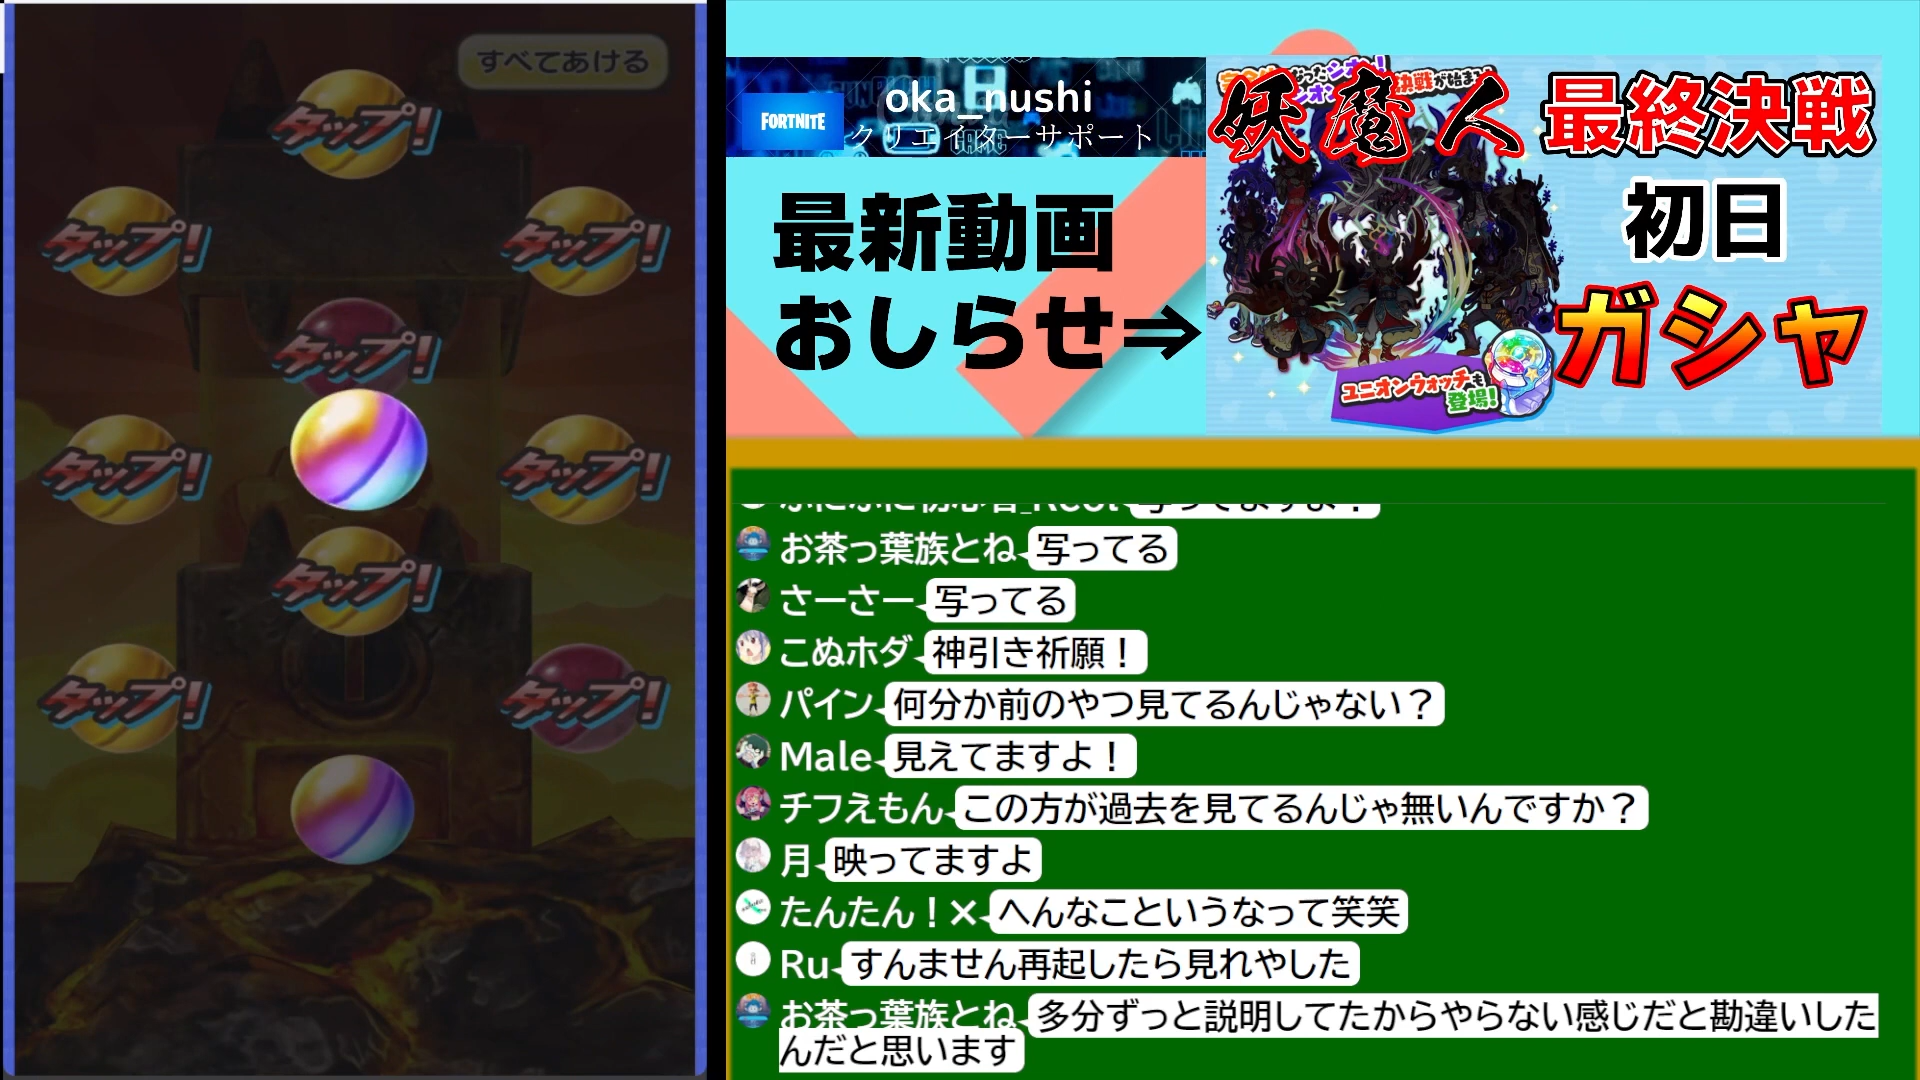 すべてあける
タップ!
タップ!
タップ!
タップ!
タップ!
タップ!
タップ!
タップ!
タップ!
FORTNITE
oka_nushi
クリエイターサポート
最新動画
おしらせ⇒
妖魔人 最終決戦
初日
ガシャ
ユニオンウォッチも
登場!
お茶っ葉族とね 写ってる
さーさー 写ってる
こぬホダ 神引き祈願！
パイン 何分か前のやつ見てるんじゃない？
Male 見えてますよ！
チフえもん この方が過去を見てるんじゃ無いんですか？
月 映ってますよ
たんたん！✕ へんなこというなって笑笑
Ru すんません再起したら見れやした
お茶っ葉族とね 多分ずっと説明してたからやらない感じだと勘違いした
んだと思います